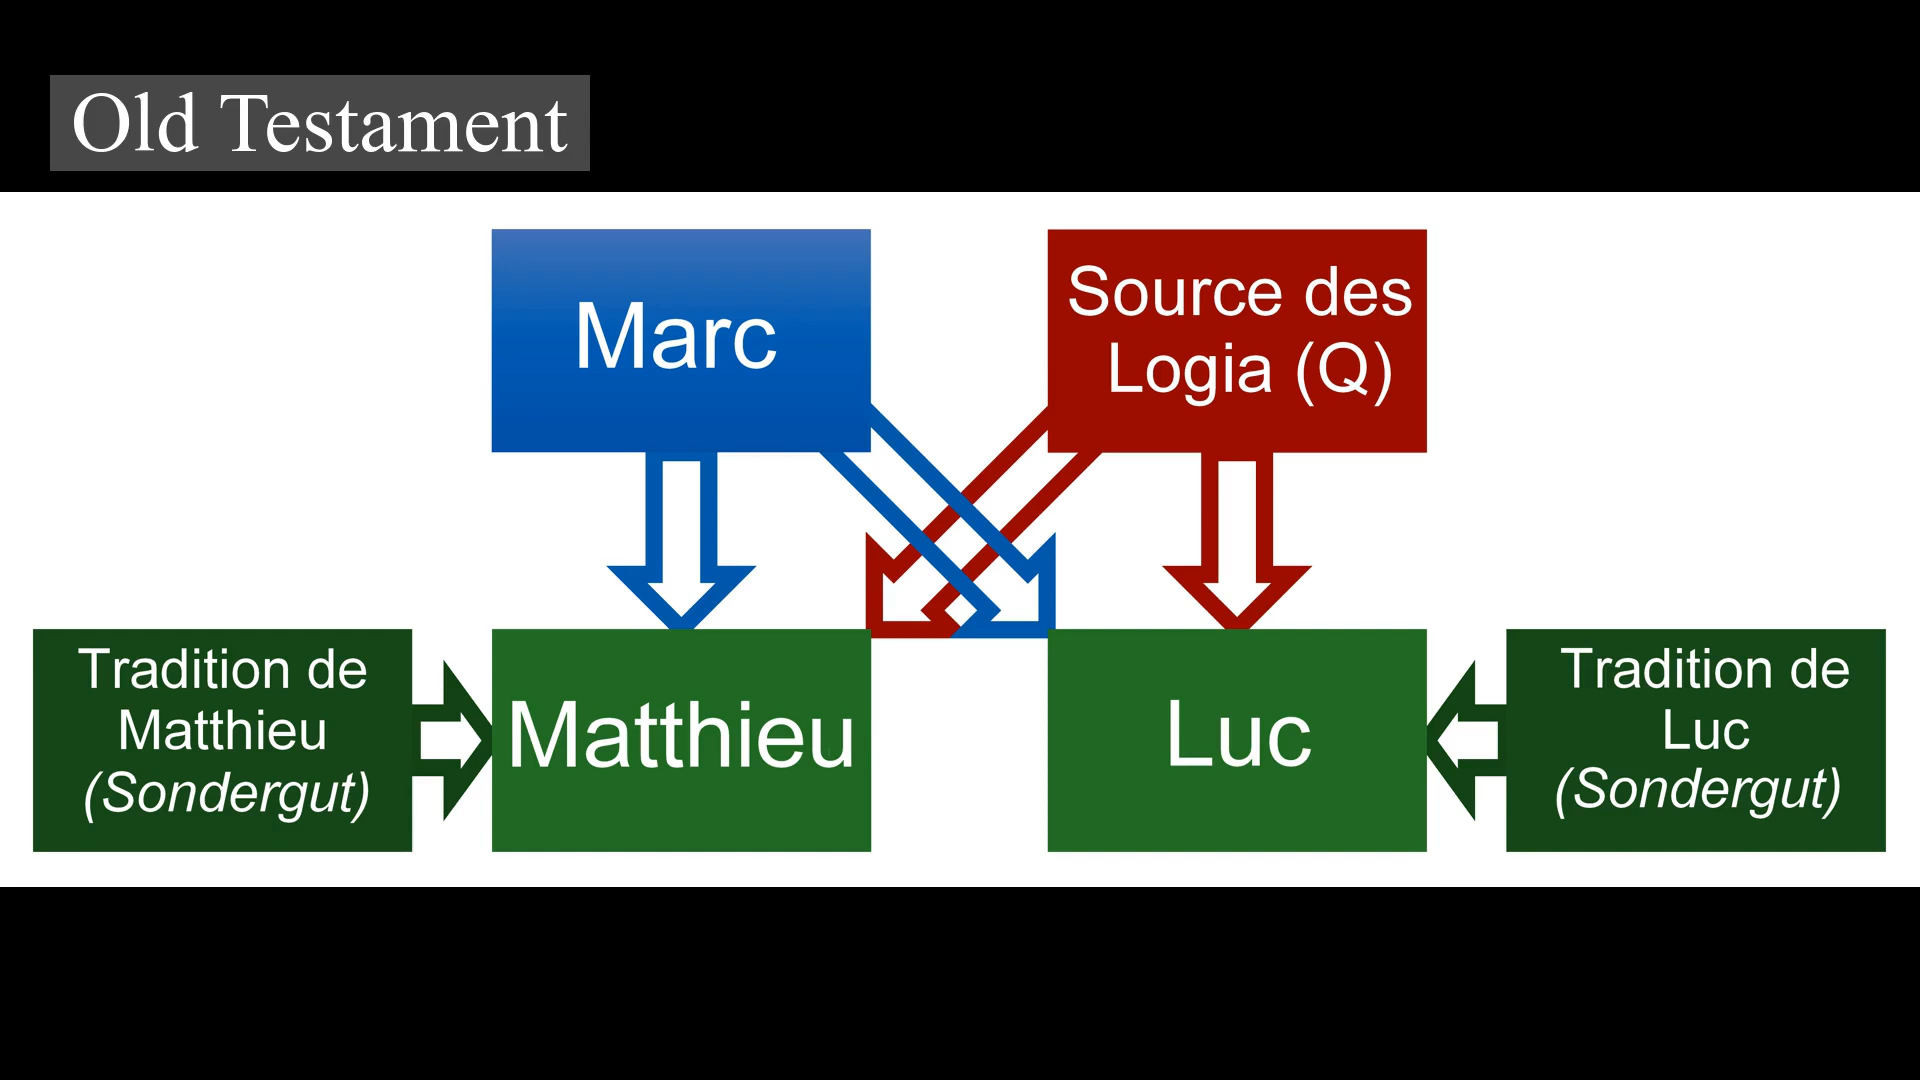 Old Testament
Marc
Source des
Logia (Q)
Tradition de
Matthieu
(Sondergut)
Matthieu
Luc
Tradition de
Luc
(Sondergut)